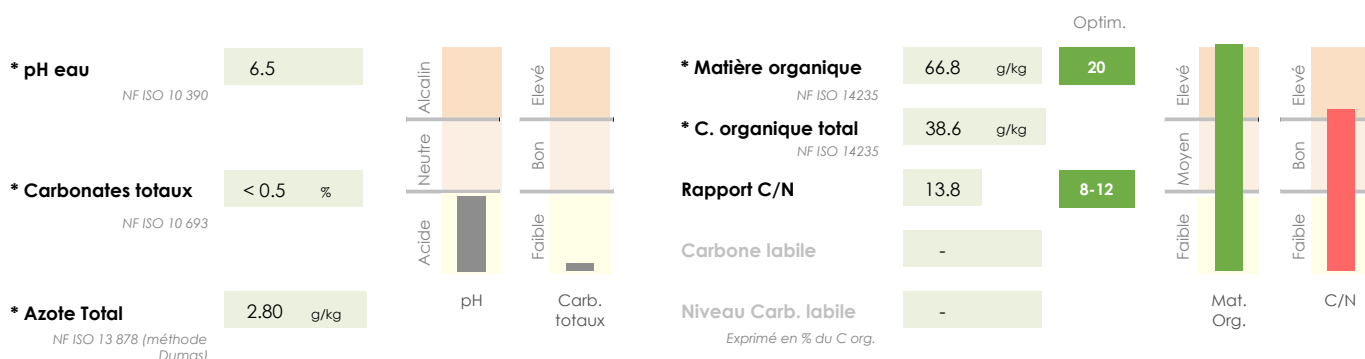 * pH eau
6.5
NF ISO 10 390
* Carbonates totaux
< 0.5 %
NF ISO 10 693
* Azote Total
2.80 g/kg
NF ISO 13 878 (méthode
Dumas)
Alcalin
Neutre
Acide
pH
Elevé
Bon
Faible
Carb.
totaux
Optim.
* Matière organique
66.8 g/kg
20
NF ISO 14235
* C. organique total
38.6 g/kg
NF ISO 14235
Rapport C/N
13.8
8-12
Carbone labile
-
Niveau Carb. labile
-
Exprimé en % du C org.
Elevé
Moyen
Faible
Mat.
Org.
Elevé
Bon
Faible
C/N